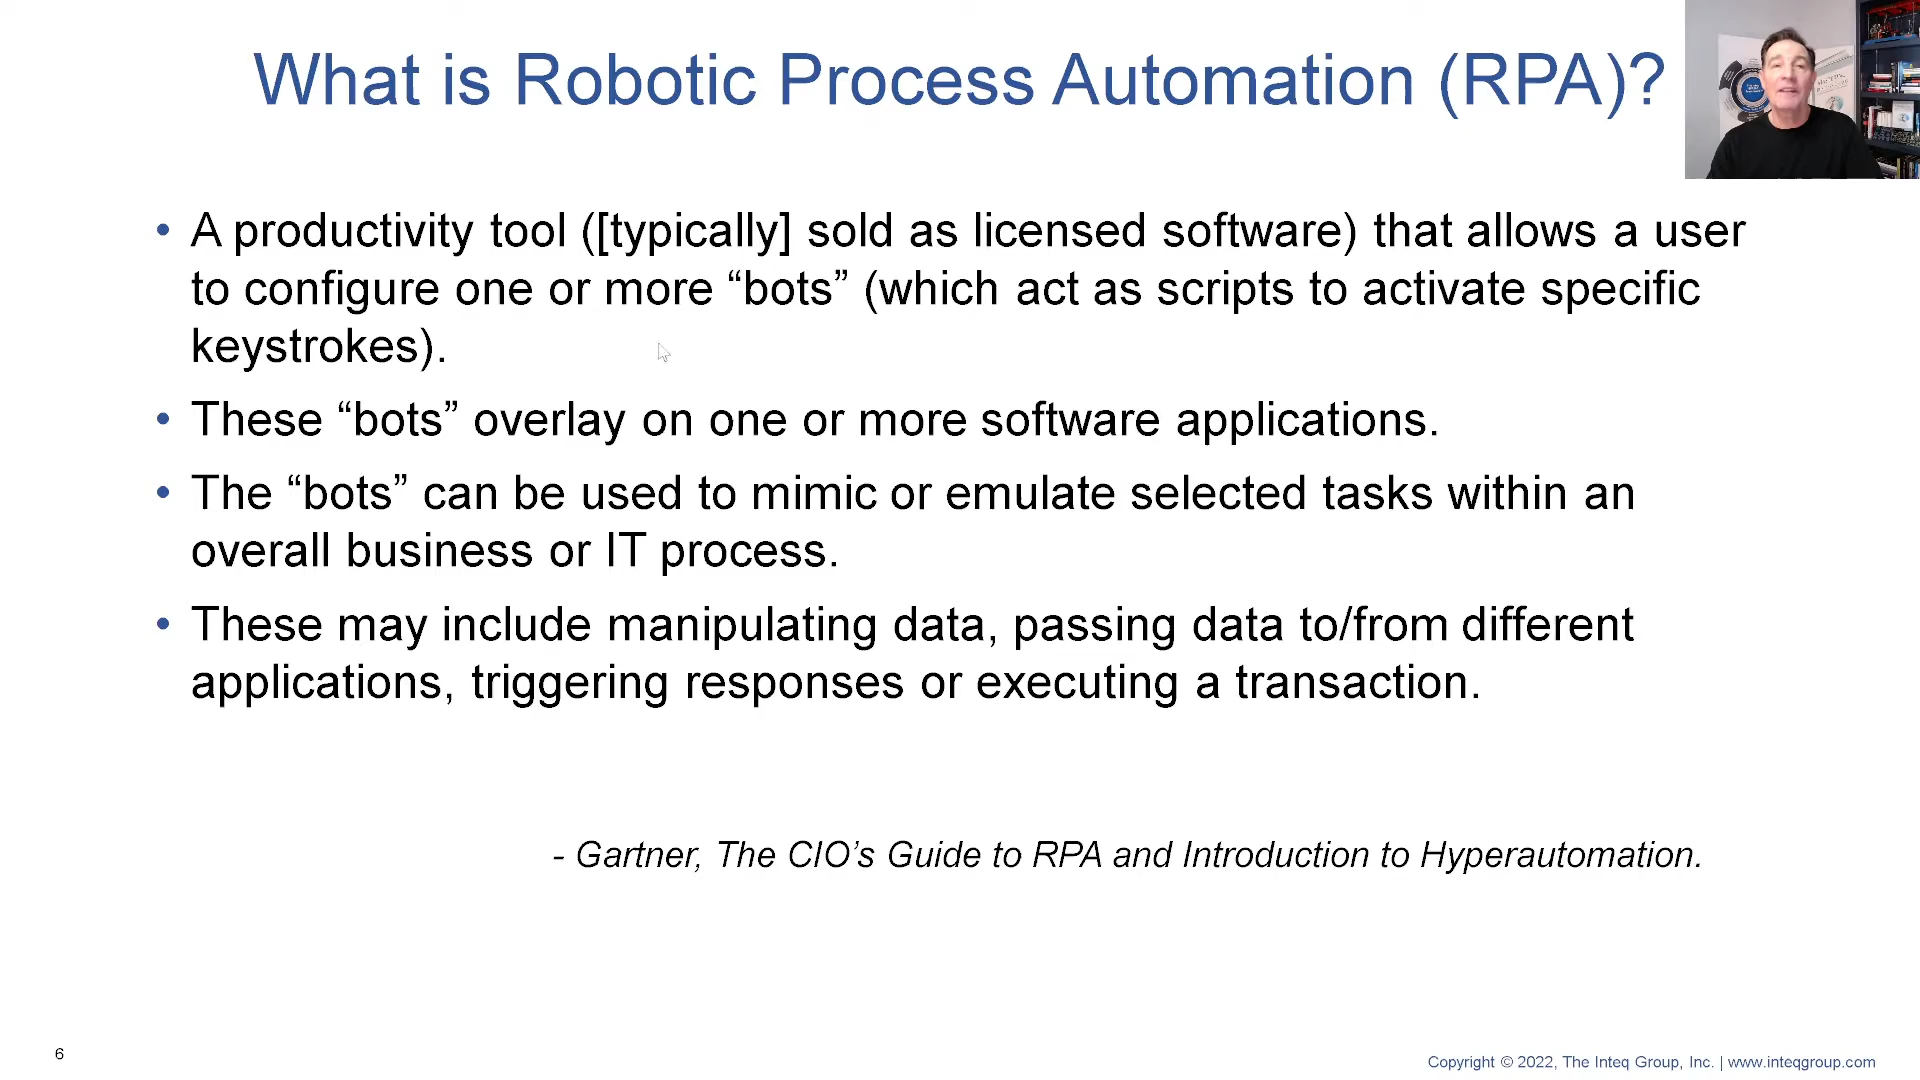 What is Robotic Process Automation (RPA)?
• A productivity tool ([typically] sold as licensed software) that allows a user
to configure one or more “bots” (which act as scripts to activate specific
keystrokes).
• These “bots” overlay on one or more software applications.
• The “bots” can be used to mimic or emulate selected tasks within an
overall business or IT process.
• These may include manipulating data, passing data to/from different
applications, triggering responses or executing a transaction.
- Gartner, The CIO’s Guide to RPA and Introduction to Hyperautomation.
6
Copyright © 2022, The Inteq Group, Inc. | www.inteqgroup.com